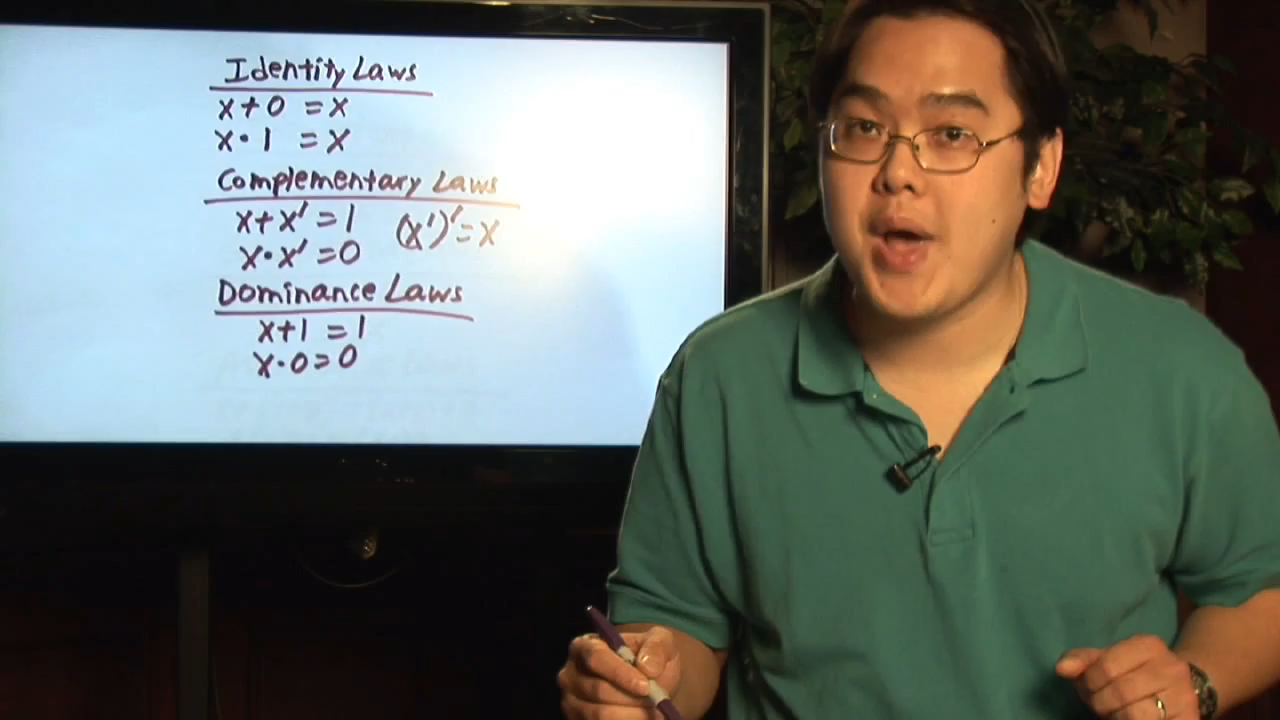 Identity Laws
x+0 =x
x·1 =x
Complementary Laws
x+x'=1 (x')'=x
x·x'=0
Dominance Laws
x+1 =1
x·0=0